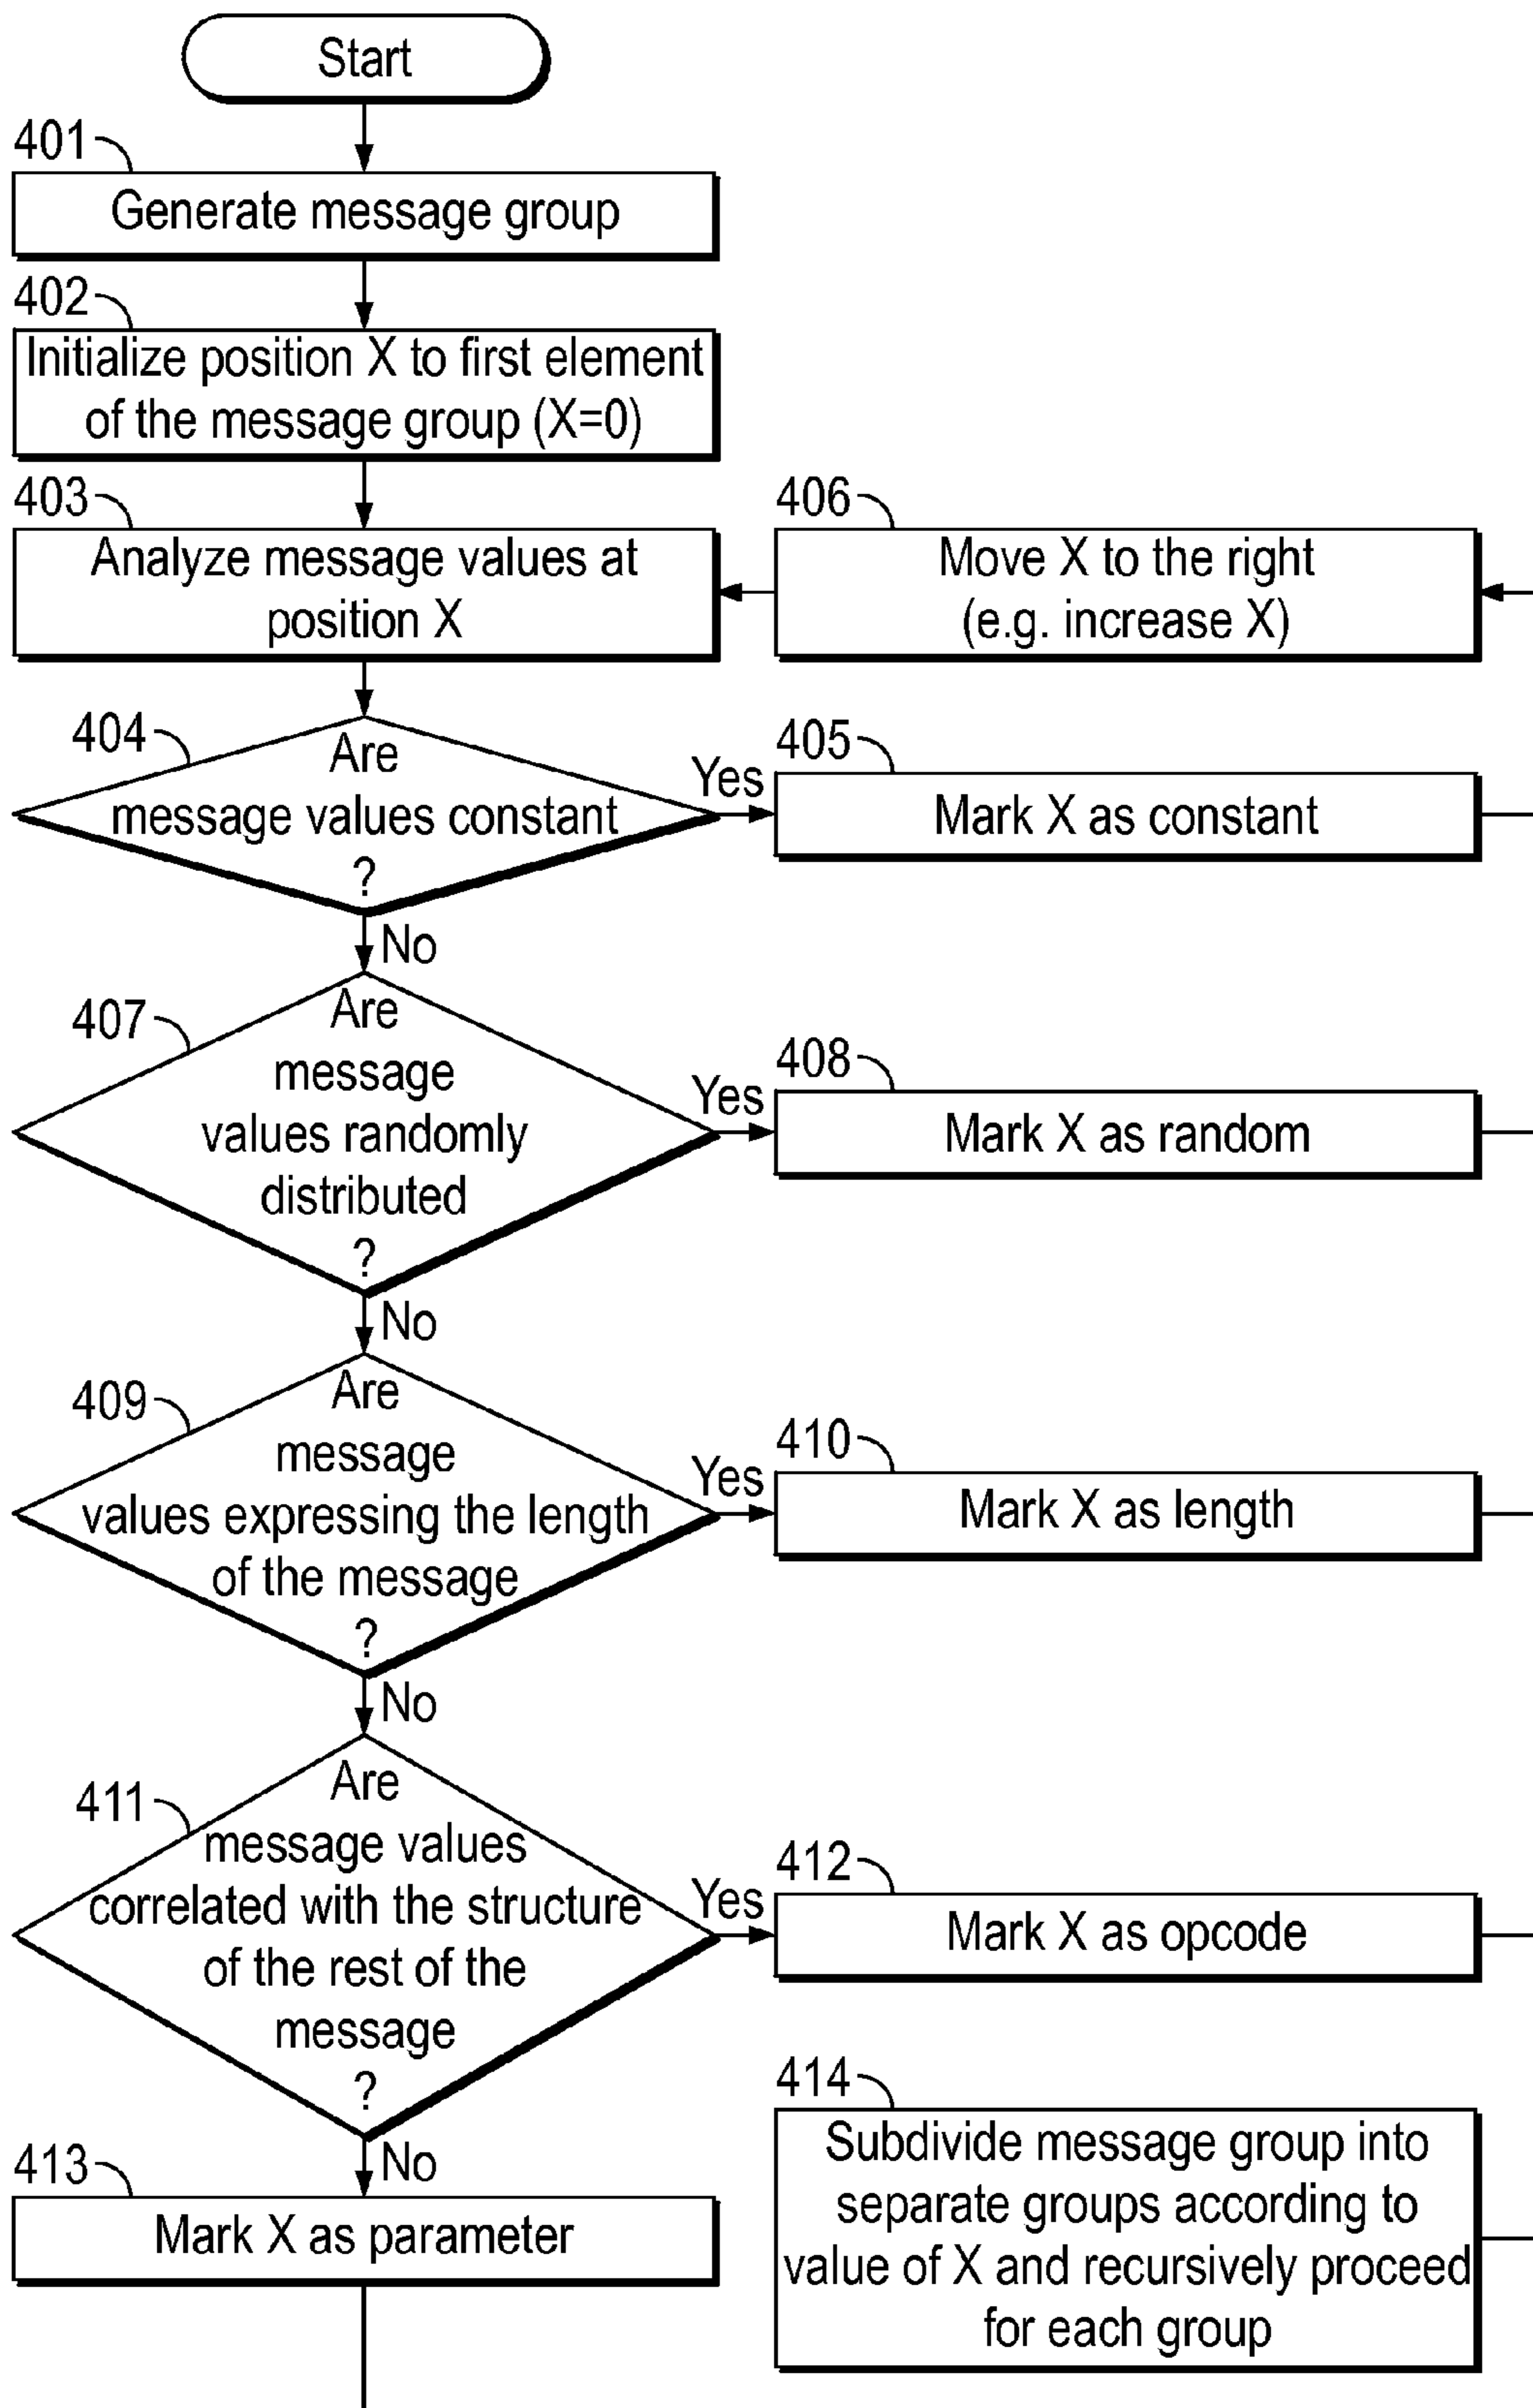 Start
401
Generate message group
402
Initialize position X to first element
of the message group (X=0)
403
Analyze message values at
position X
406
Move X to the right
(e.g. increase X)
404
Are
message values constant
?
Yes
405
Mark X as constant
No
407
Are
message
values randomly
distributed
?
Yes
408
Mark X as random
No
409
Are
message
values expressing the length
of the message
?
Yes
410
Mark X as length
No
411
Are
message values
correlated with the structure
of the rest of the
message
?
Yes
412
Mark X as opcode
No
413
Mark X as parameter
414
Subdivide message group into
separate groups according to
value of X and recursively proceed
for each group